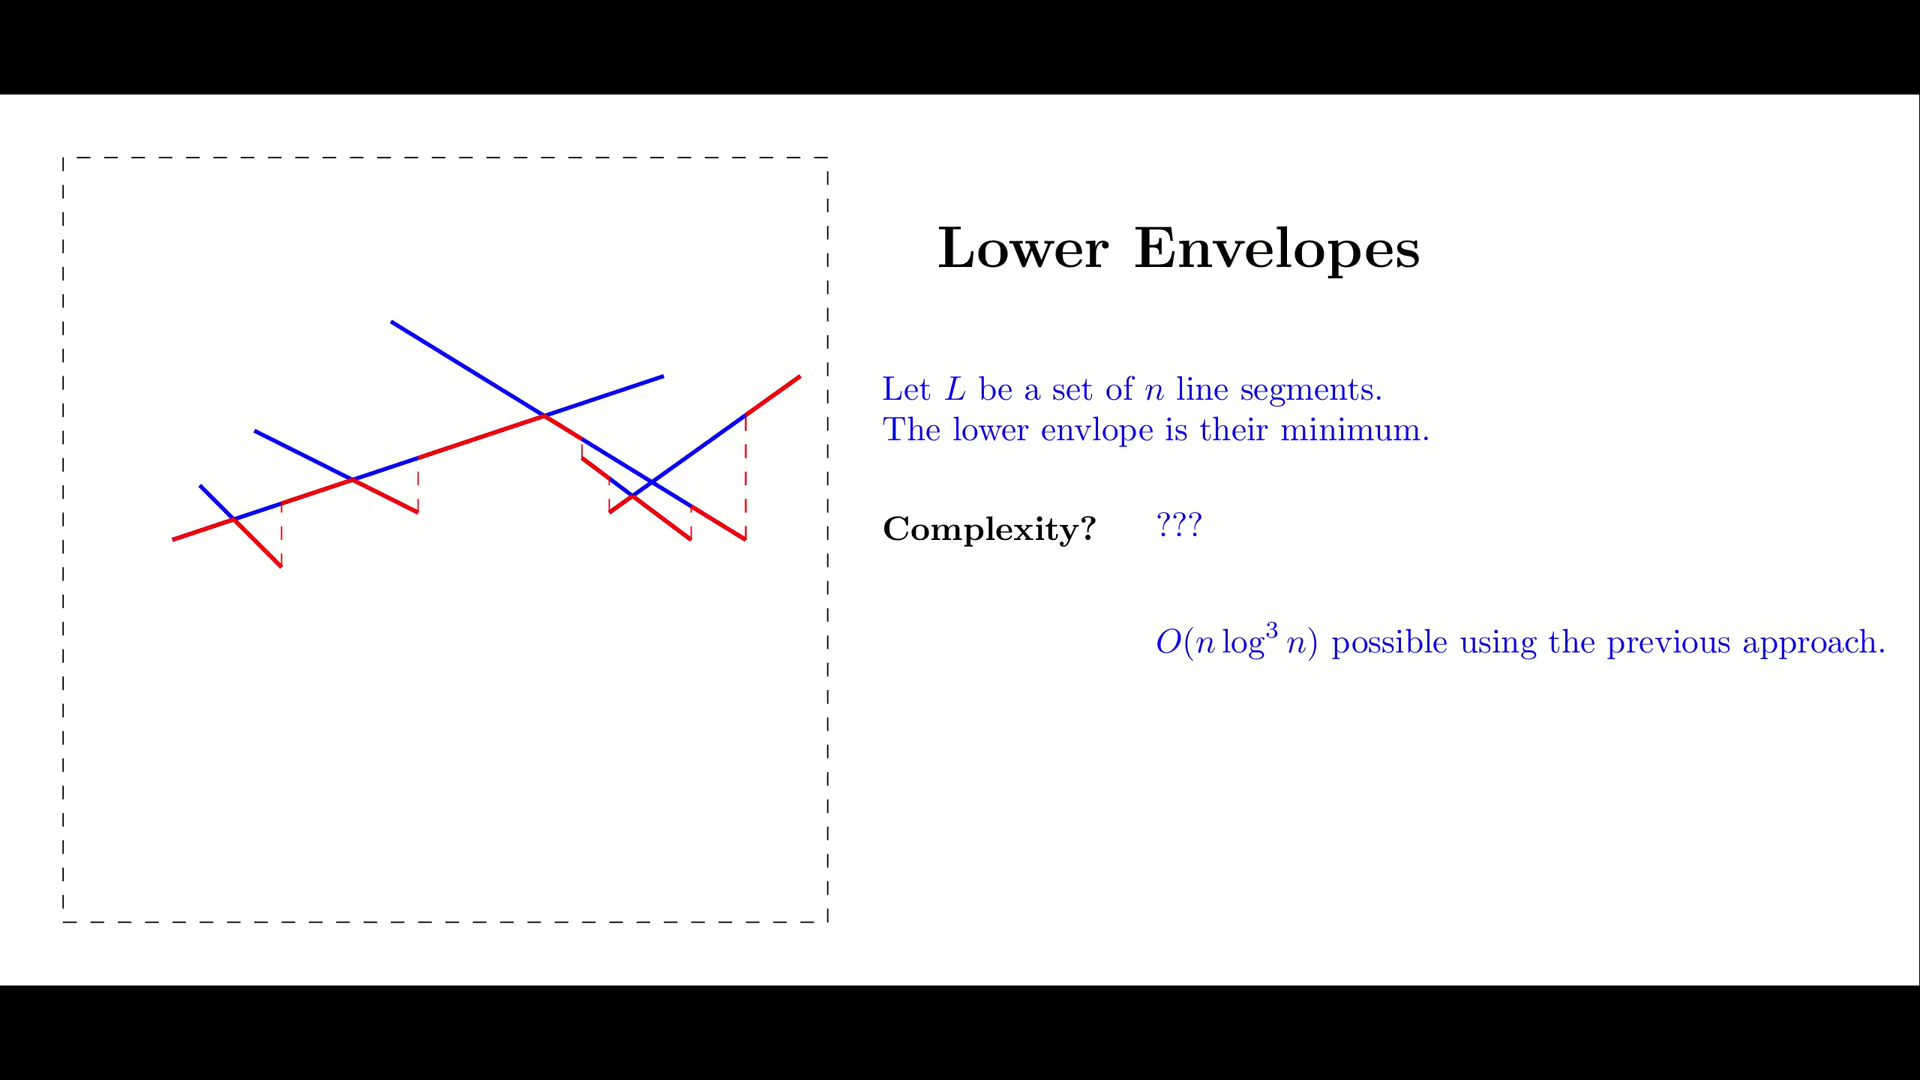 Lower Envelopes
Let L be a set of n line segments.
The lower envlope is their minimum.
Complexity? ???
O(n log³ n) possible using the previous approach.